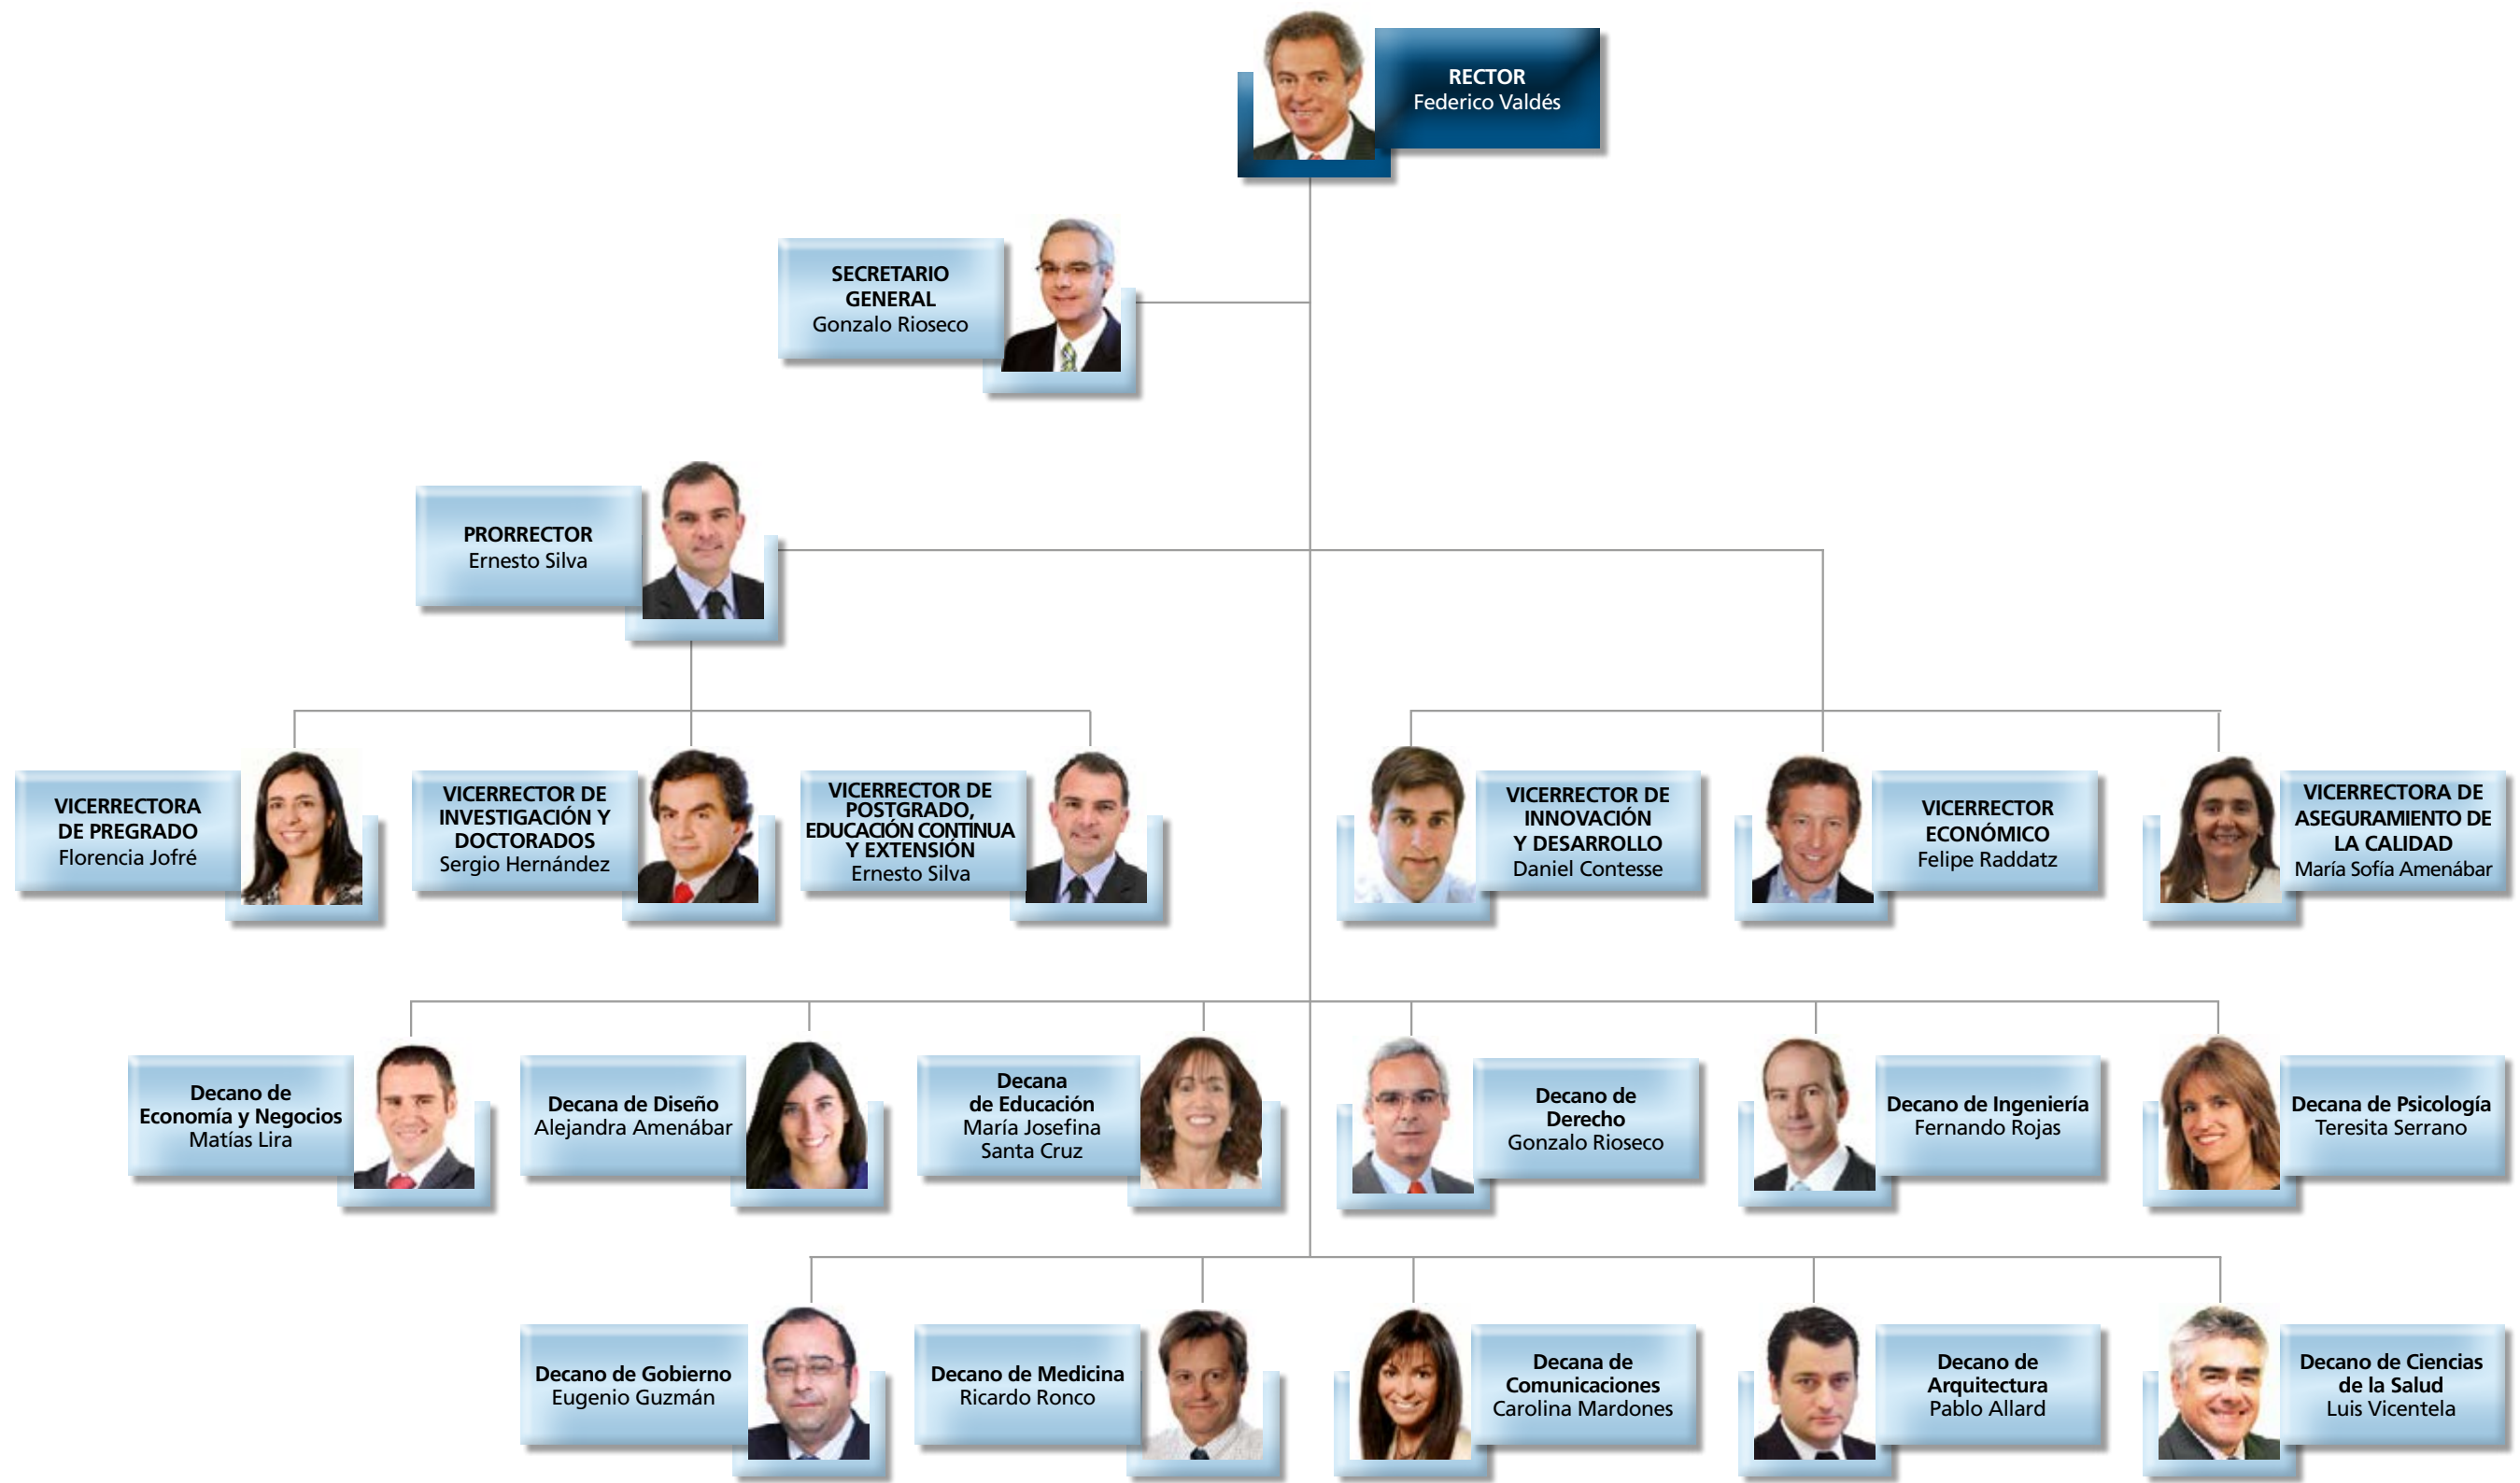 RECTOR
Federico Valdés
SECRETARIO
GENERAL
Gonzalo Rioseco
PRORRECTOR
Ernesto Silva
VICERRECTORA
DE PREGRADO
Florencia Jofré
VICERRECTOR DE
INVESTIGACIÓN Y
DOCTORADOS
Sergio Hernández
VICERRECTOR DE
POSTGRADO,
EDUCACIÓN CONTINUA
Y EXTENSIÓN
Ernesto Silva
VICERRECTOR DE
INNOVACIÓN
Y DESARROLLO
Daniel Contesse
VICERRECTOR
ECONÓMICO
Felipe Raddatz
VICERRECTORA DE
ASEGURAMIENTO DE
LA CALIDAD
María Sofía Amenábar
Decano de
Economía y Negocios
Matías Lira
Decana de Diseño
Alejandra Amenábar
Decana
de Educación
María Josefina
Santa Cruz
Decano de
Derecho
Gonzalo Rioseco
Decano de Ingeniería
Fernando Rojas
Decana de Psicología
Teresita Serrano
Decano de Gobierno
Eugenio Guzmán
Decano de Medicina
Ricardo Ronco
Decana de
Comunicaciones
Carolina Mardones
Decano de
Arquitectura
Pablo Allard
Decano de Ciencias
de la Salud
Luis Vicentela